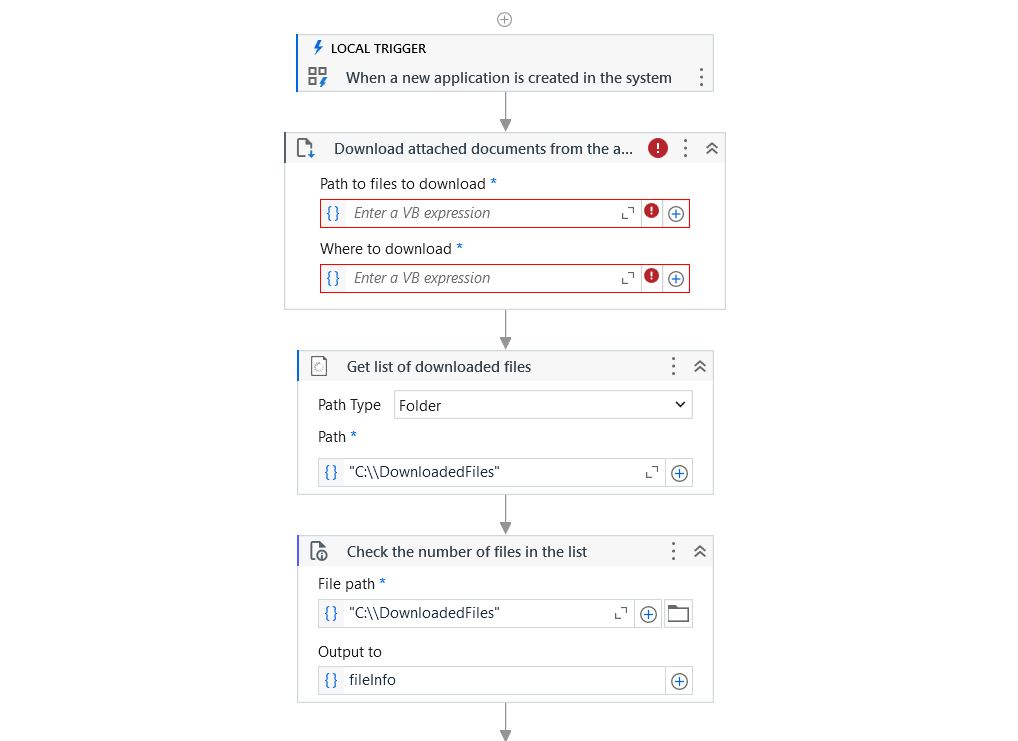 LOCAL TRIGGER
When a new application is created in the system
Download attached documents from the a...
Path to files to download *
{} Enter a VB expression
Where to download *
{} Enter a VB expression
Get list of downloaded files
Path Type Folder
Path *
{} "C:\\DownloadedFiles"
Check the number of files in the list
File path *
{} "C:\\DownloadedFiles"
Output to
{} fileInfo